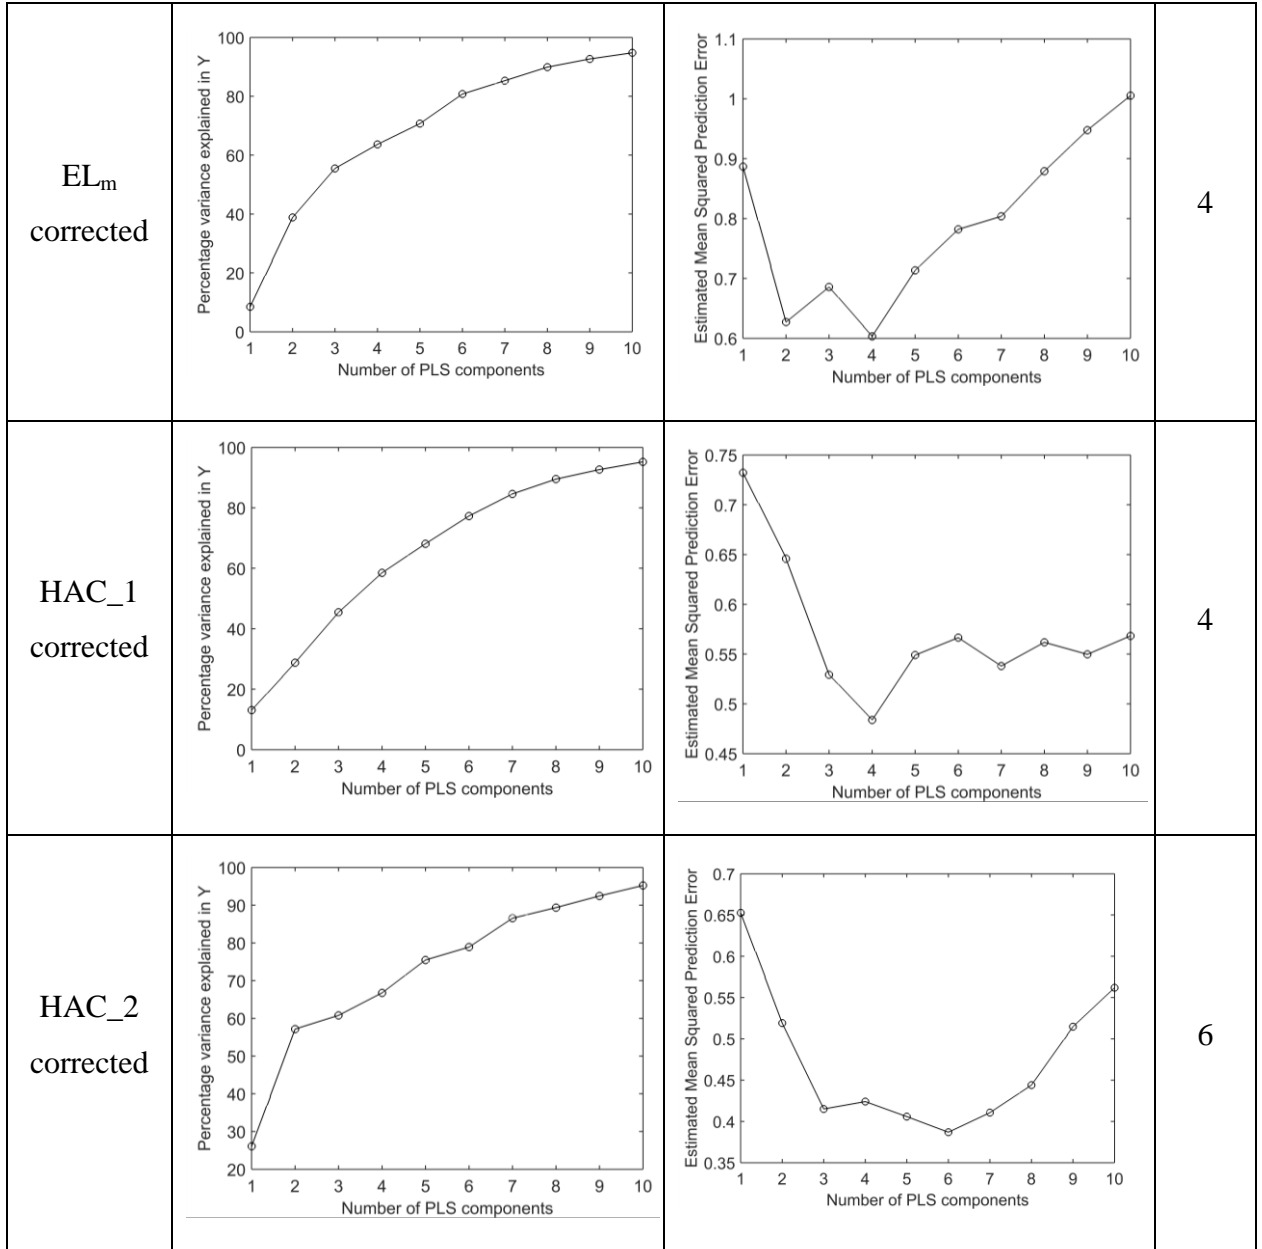 ELm
corrected
Percentage variance explained in Y
100
80
60
40
20
0
1 2 3 4 5 6 7 8 9 10
Number of PLS components
Estimated Mean Squared Prediction Error
1.1
1
0.9
0.8
0.7
0.6
1 2 3 4 5 6 7 8 9 10
Number of PLS components
4
HAC_1
corrected
Percentage variance explained in Y
100
80
60
40
20
0
1 2 3 4 5 6 7 8 9 10
Number of PLS components
Estimated Mean Squared Prediction Error
0.75
0.7
0.65
0.6
0.55
0.5
0.45
1 2 3 4 5 6 7 8 9 10
Number of PLS components
4
HAC_2
corrected
Percentage variance explained in Y
100
90
80
70
60
50
40
30
20
1 2 3 4 5 6 7 8 9 10
Number of PLS components
Estimated Mean Squared Prediction Error
0.7
0.65
0.6
0.55
0.5
0.45
0.4
0.35
1 2 3 4 5 6 7 8 9 10
Number of PLS components
6